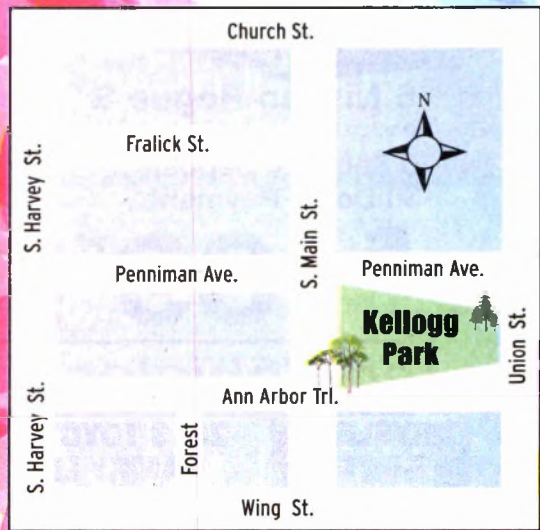 Church St.
N
Fralick St.
S. Harvey St.
S. Main St.
Penniman Ave.
Penniman Ave.
Kellogg
Park
Union St.
Ann Arbor Trl.
S. Harvey St.
Forest
Wing St.